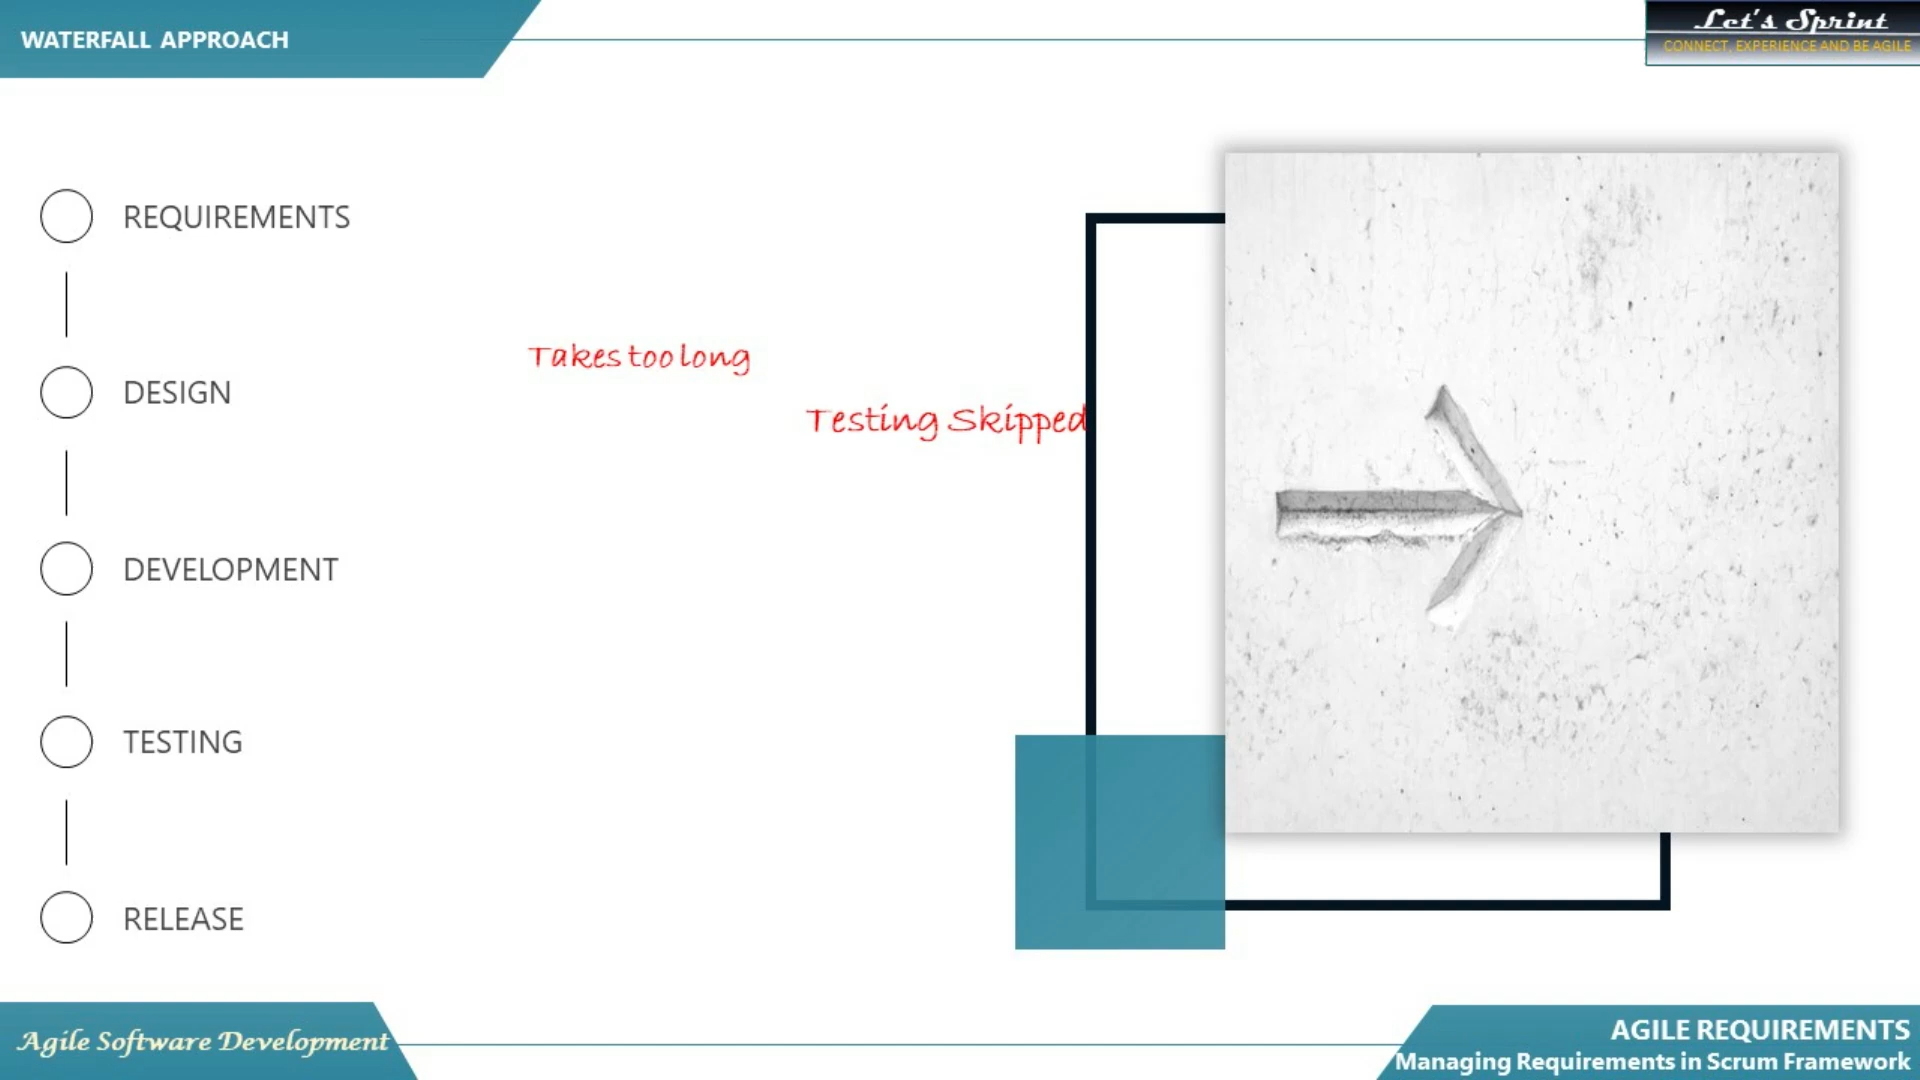 WATERFALL APPROACH
Let's Sprint
CONNECT, EXPERIENCE AND BE AGILE
REQUIREMENTS
Takes too long
DESIGN
Testing Skipped
DEVELOPMENT
TESTING
RELEASE
Agile Software Development
AGILE REQUIREMENTS
Managing Requirements in Scrum Framework